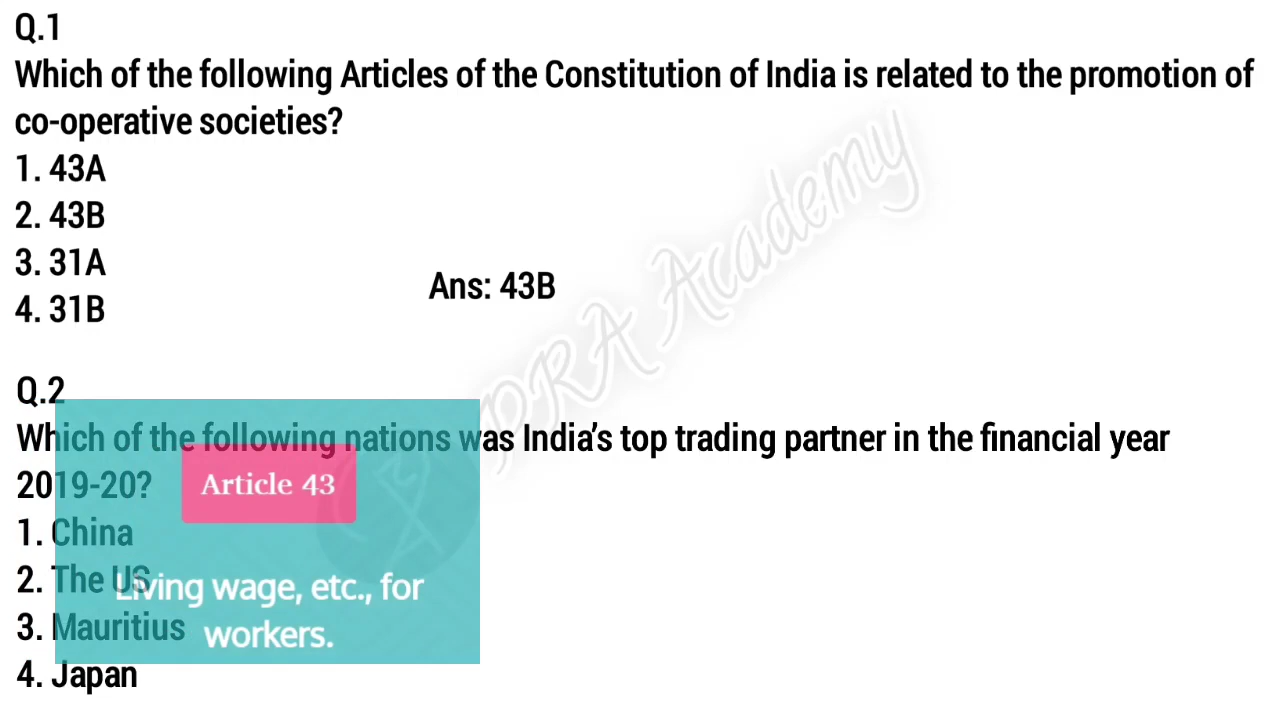 Q.1
Which of the following Articles of the Constitution of India is related to the promotion of
co-operative societies?
1. 43A
2. 43B
3. 31A
4. 31B
Ans: 43B
PRA Academy
Q.2
Which of the following nations was India's top trading partner in the financial year
2019-20?
1. China
2. The US
3. Mauritius
4. Japan
Article 43
Living wage, etc., for
workers.